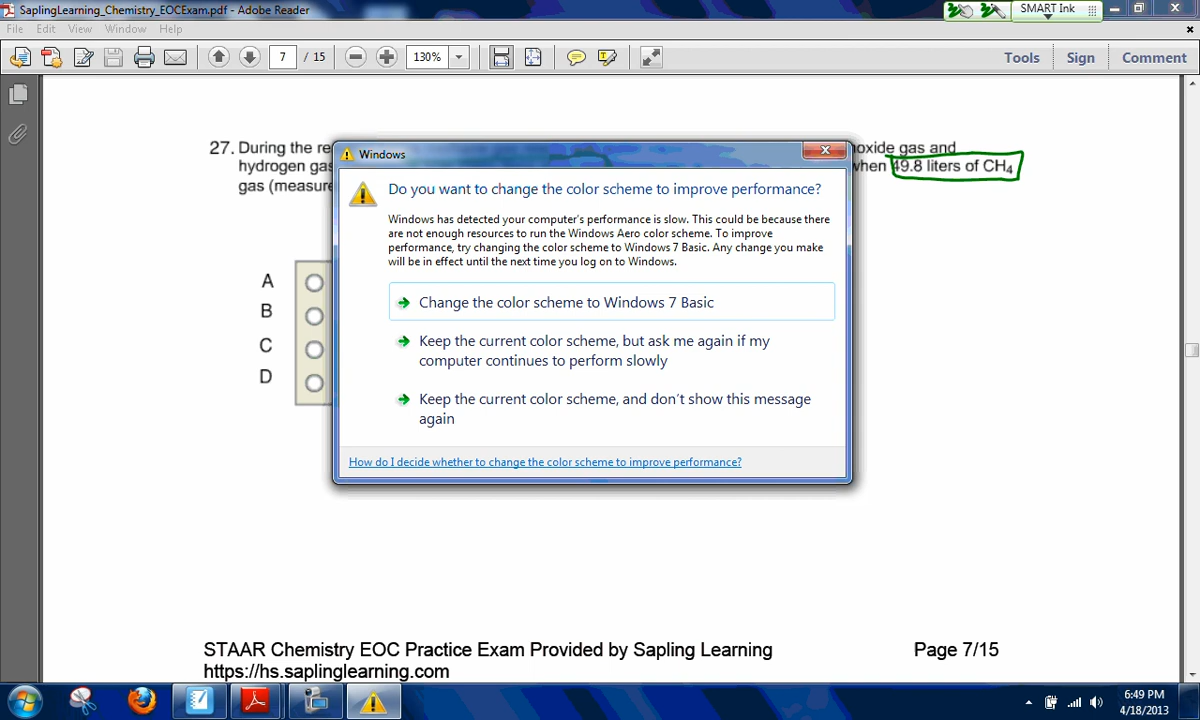 SaplingLearning_Chemistry_EOCExam.pdf - Adobe Reader
SMART Ink
File Edit View Window Help
7 / 15 130% Tools Sign Comment
27. During the re oxide gas and
hydrogen gas when 49.8 liters of CH₄
gas (measure
Windows
Do you want to change the color scheme to improve performance?
Windows has detected your computer's performance is slow. This could be because there
are not enough resources to run the Windows Aero color scheme. To improve
performance, try changing the color scheme to Windows 7 Basic. Any change you make
will be in effect until the next time you log on to Windows.
Change the color scheme to Windows 7 Basic
Keep the current color scheme, but ask me again if my
computer continues to perform slowly
Keep the current color scheme, and don't show this message
again
How do I decide whether to change the color scheme to improve performance?
A
B
C
D
STAAR Chemistry EOC Practice Exam Provided by Sapling Learning Page 7/15
https://hs.saplinglearning.com
6:49 PM
4/18/2013